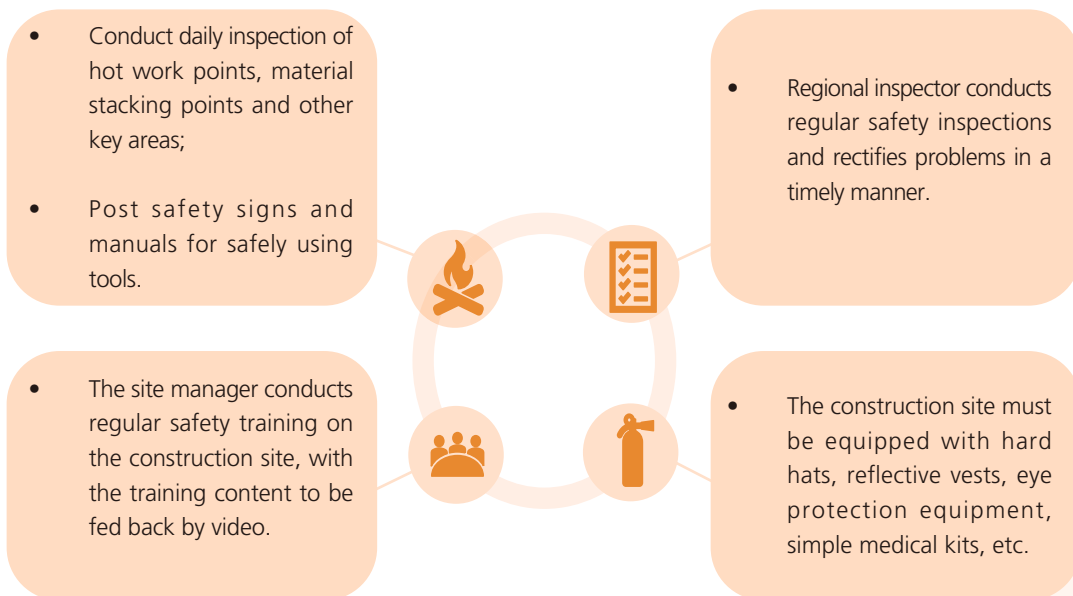 • Conduct daily inspection of
hot work points, material
stacking points and other
key areas;
• Post safety signs and
manuals for safely using
tools.
• Regional inspector conducts
regular safety inspections
and rectifies problems in a
timely manner.
• The site manager conducts
regular safety training on
the construction site, with
the training content to be
fed back by video.
• The construction site must
be equipped with hard
hats, reflective vests, eye
protection equipment,
simple medical kits, etc.